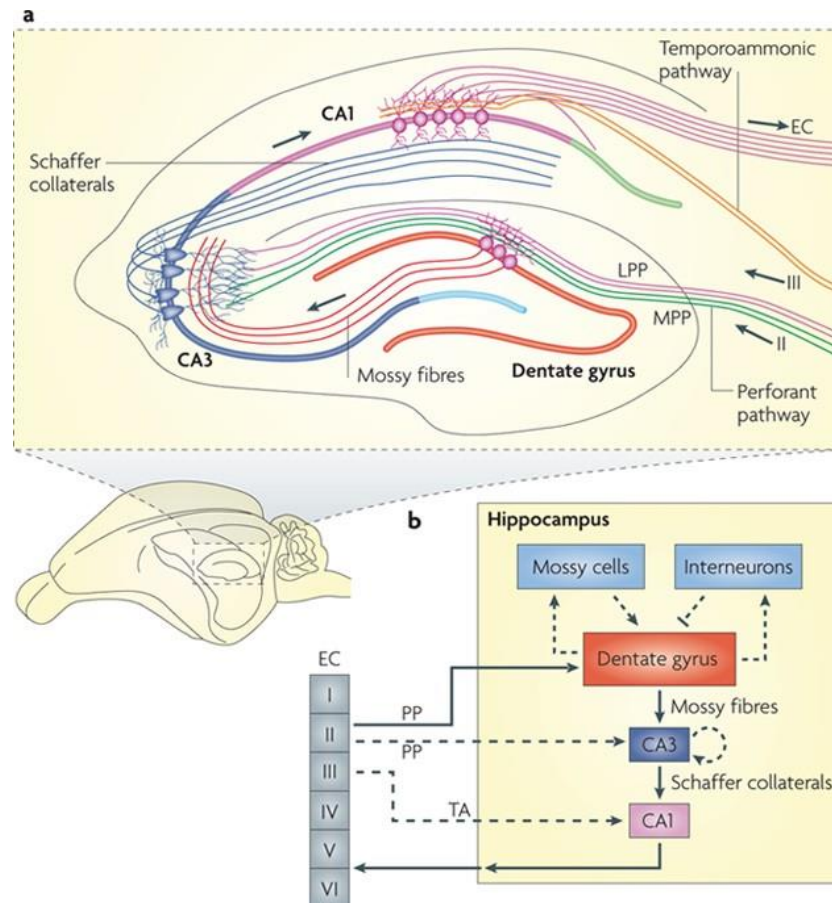 a
Temporoammonic
pathway
CA1
EC
Schaffer
collaterals
LPP
III
MPP
II
CA3
Mossy fibres
Dentate gyrus
Perforant
pathway
b
Hippocampus
Mossy cells
Interneurons
EC
Dentate gyrus
I
PP
Mossy fibres
II
PP
CA3
III
Schaffer collaterals
IV
TA
CA1
V
VI